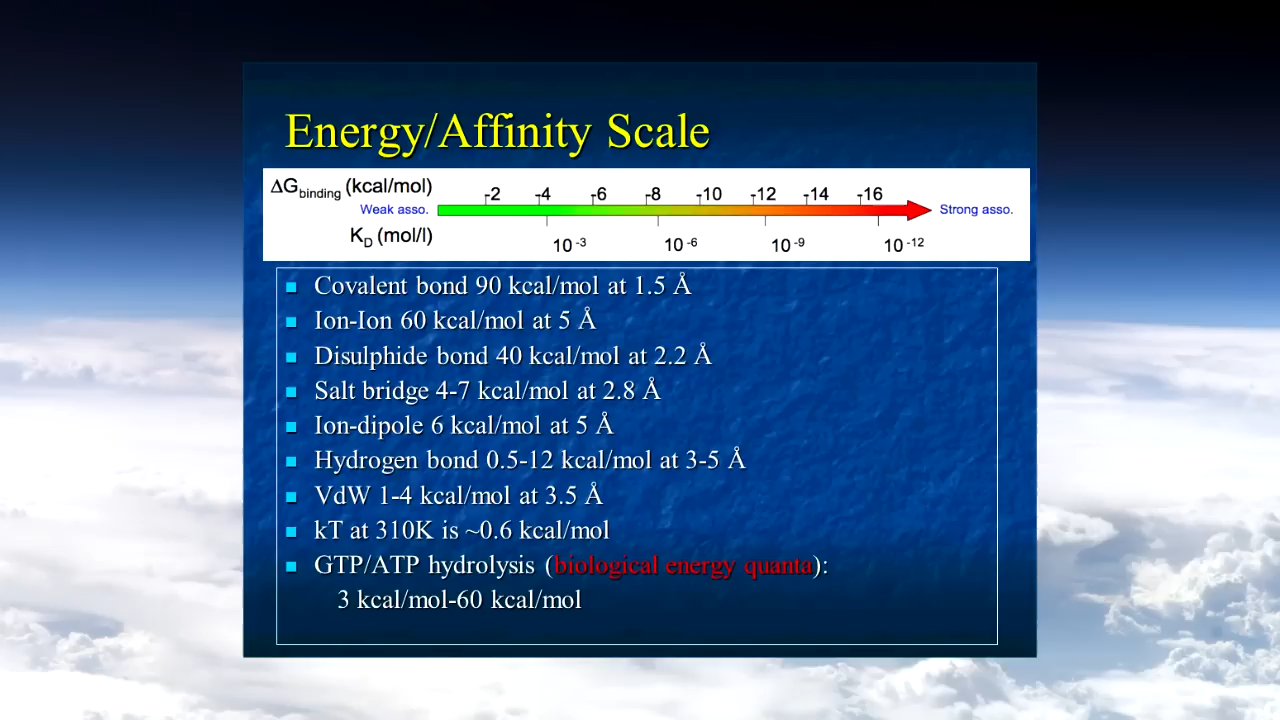 Energy/Affinity Scale
ΔGbinding (kcal/mol)
-2 -4 -6 -8 -10 -12 -14 -16
Weak asso.
Strong asso.
KD (mol/l)
10-3 10-6 10-9 10-12
Covalent bond 90 kcal/mol at 1.5 Å
Ion-Ion 60 kcal/mol at 5 Å
Disulphide bond 40 kcal/mol at 2.2 Å
Salt bridge 4-7 kcal/mol at 2.8 Å
Ion-dipole 6 kcal/mol at 5 Å
Hydrogen bond 0.5-12 kcal/mol at 3-5 Å
VdW 1-4 kcal/mol at 3.5 Å
kT at 310K is ~0.6 kcal/mol
GTP/ATP hydrolysis (biological energy quanta):
3 kcal/mol-60 kcal/mol